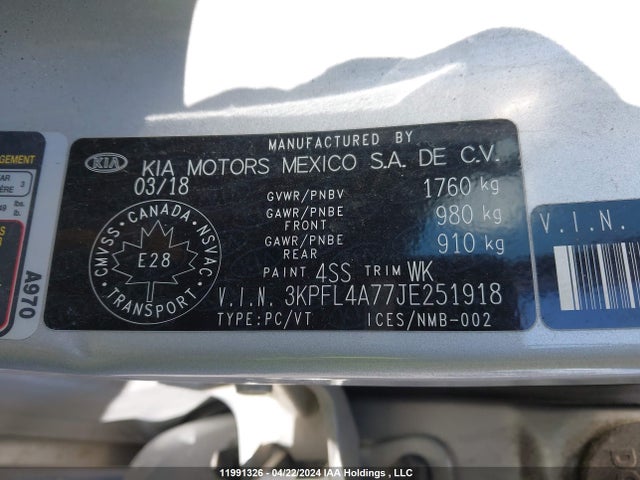 MANUFACTURED BY
KIA KIA MOTORS MEXICO S.A. DE C.V.
03/18
GVWR/PNBV 1760 kg
GAWR/PNBE FRONT 980 kg
GAWR/PNBE REAR 910 kg
PAINT 4SS TRIM WK
V.I.N. 3KPFL4A77JE251918
TYPE:PC/VT ICES/NMB-002
CMVSS · CANADA · NSVAC
E28
TRANSPORT
A970
V.I.N.
11991326 - 04/22/2024 IAA Holdings , LLC